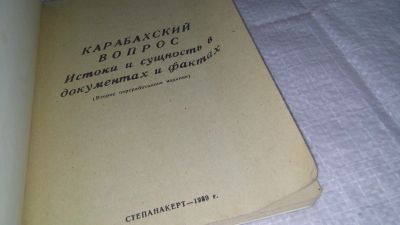 КАРАБАХСКИЙ
ВОПРОС
Истоки и сущность в
документах и фактах
(Второе переработанное издание)
СТЕПАНАКЕРТ—1989 г.